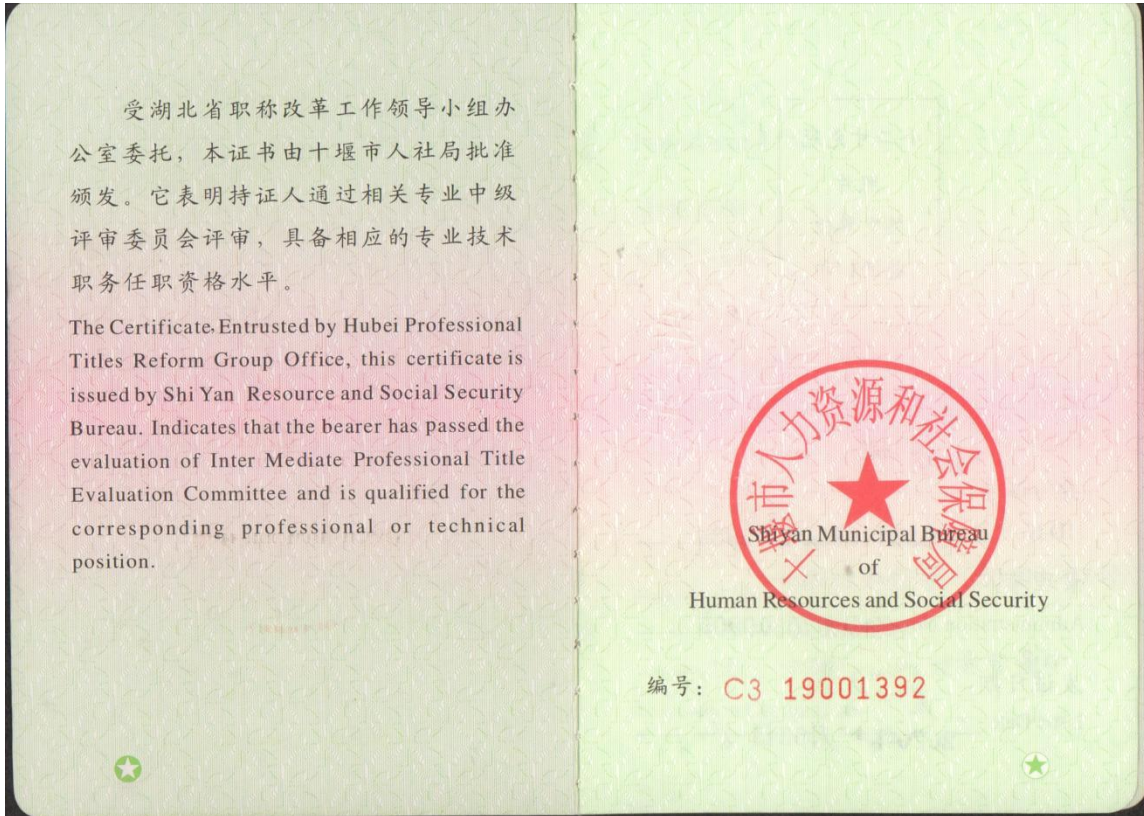 受湖北省职称改革工作领导小组办
公室委托，本证书由十堰市人社局批准
颁发。它表明持证人通过相关专业中级
评审委员会评审，具备相应的专业技术
职务任职资格水平。
The Certificate,Entrusted by Hubei Professional
Titles Reform Group Office, this certificate is
issued by Shi Yan Resource and Social Security
Bureau. Indicates that the bearer has passed the
evaluation of Inter Mediate Professional Title
Evaluation Committee and is qualified for the
corresponding professional or technical
position.
十堰市人力资源和社会保障局
Shiyan Municipal Bureau
of
Human Resources and Social Security
编号：C3 19001392